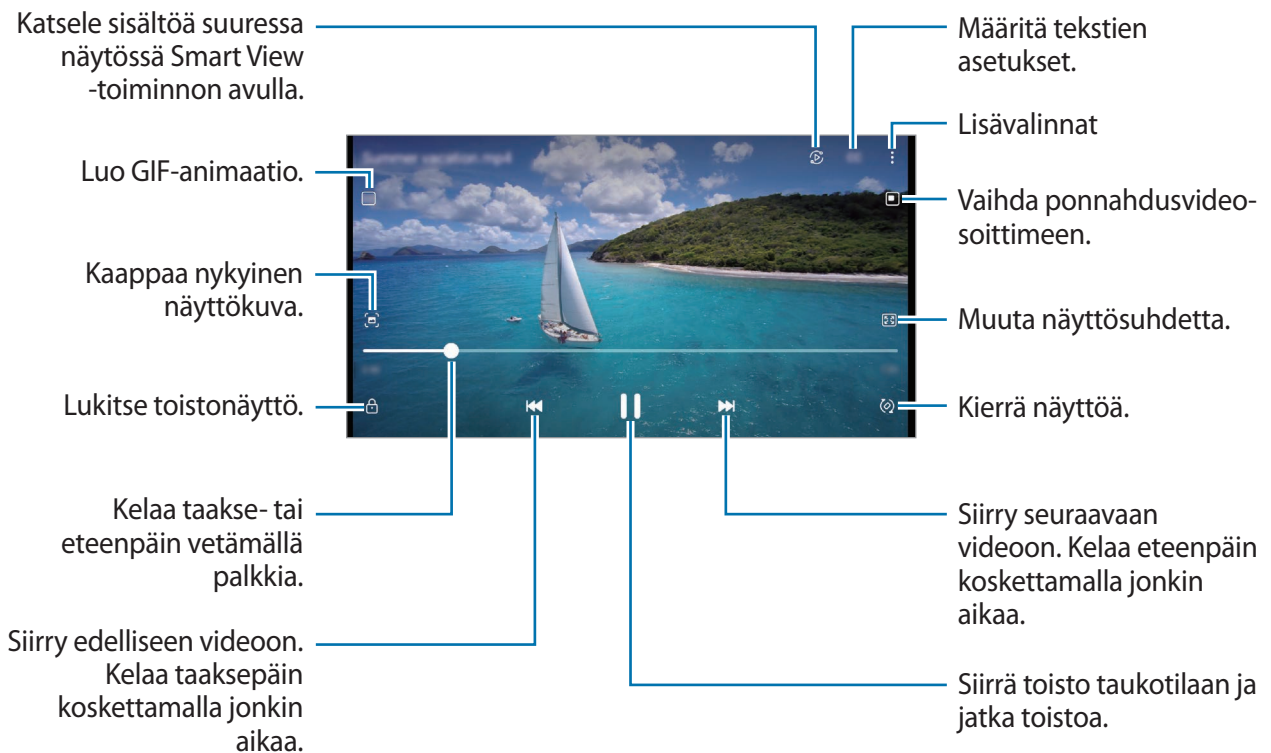 Katsele sisältöä suuressa
näytössä Smart View
-toiminnon avulla.
Luo GIF-animaatio.
Kaappaa nykyinen
näyttökuva.
Lukitse toistonäyttö.
Kelaa taakse- tai
eteenpäin vetämällä
palkkia.
Siirry edelliseen videoon.
Kelaa taaksepäin
koskettamalla jonkin
aikaa.
Määritä tekstien
asetukset.
Lisävalinnat
Vaihda ponnahdusvideo-
soittimeen.
Muuta näyttösuhdetta.
Kierrä näyttöä.
Siirry seuraavaan
videoon. Kelaa eteenpäin
koskettamalla jonkin
aikaa.
Siirrä toisto taukotilaan ja
jatka toistoa.